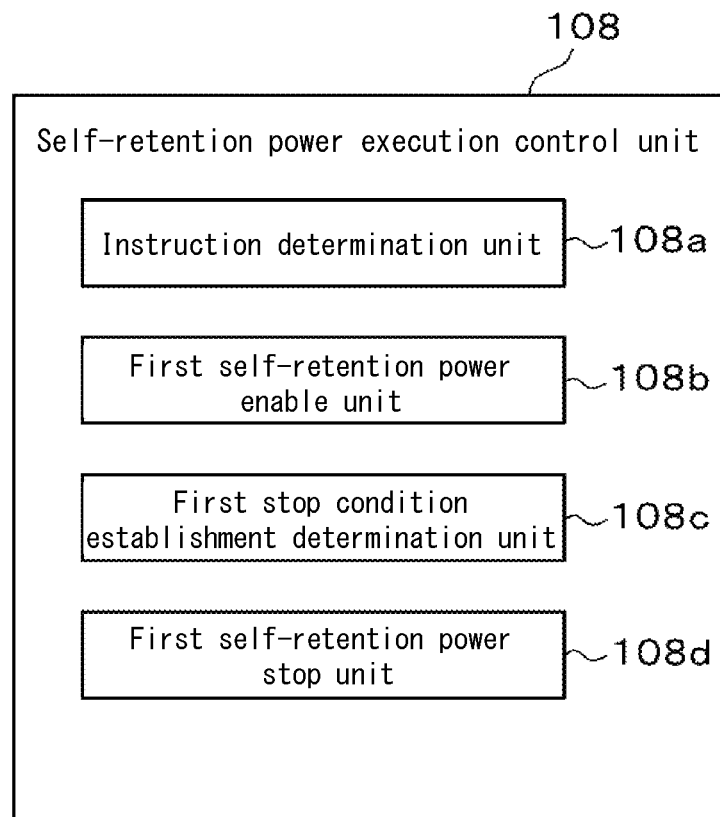 108
Self-retention power execution control unit
Instruction determination unit
108a
First self-retention power
enable unit
108b
First stop condition
establishment determination unit
108c
First self-retention power
stop unit
108d